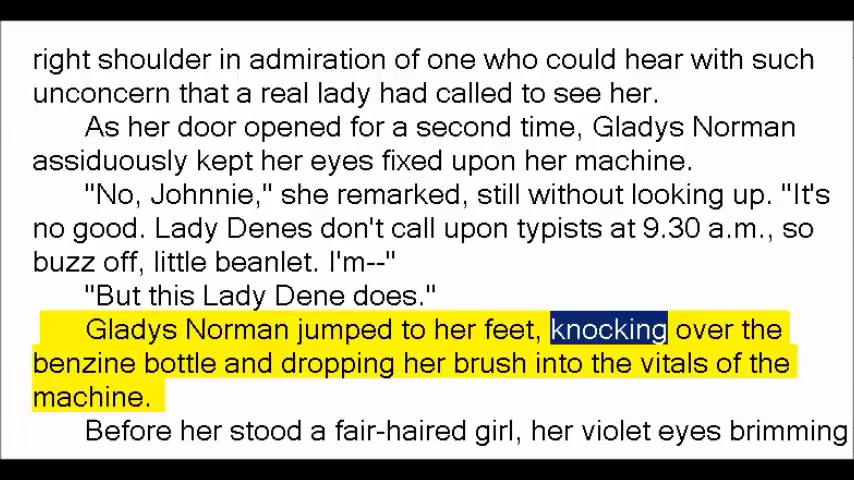 right shoulder in admiration of one who could hear with such
unconcern that a real lady had called to see her.
As her door opened for a second time, Gladys Norman
assiduously kept her eyes fixed upon her machine.
"No, Johnnie," she remarked, still without looking up. "It's
no good. Lady Denes don't call upon typists at 9.30 a.m., so
buzz off, little beanlet. I'm--"
"But this Lady Dene does."
Gladys Norman jumped to her feet, knocking over the
benzine bottle and dropping her brush into the vitals of the
machine.
Before her stood a fair-haired girl, her violet eyes brimming